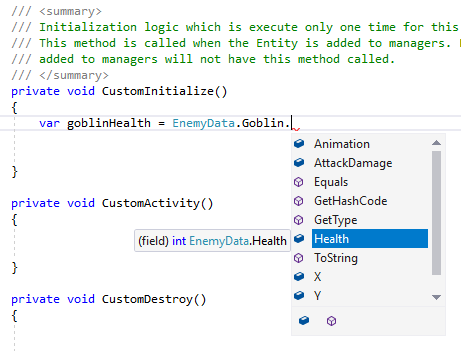 /// <summary>
/// Initialization logic which is execute only one time for this
/// This method is called when the Entity is added to managers.
/// added to managers will not have this method called.
/// </summary>
private void CustomInitialize()
{
var goblinHealth = EnemyData.Goblin.
Animation
AttackDamage
Equals
GetHashCode
GetType
Health
ToString
X
Y
}
private void CustomActivity()
{
(field) int EnemyData.Health
}
private void CustomDestroy()
{